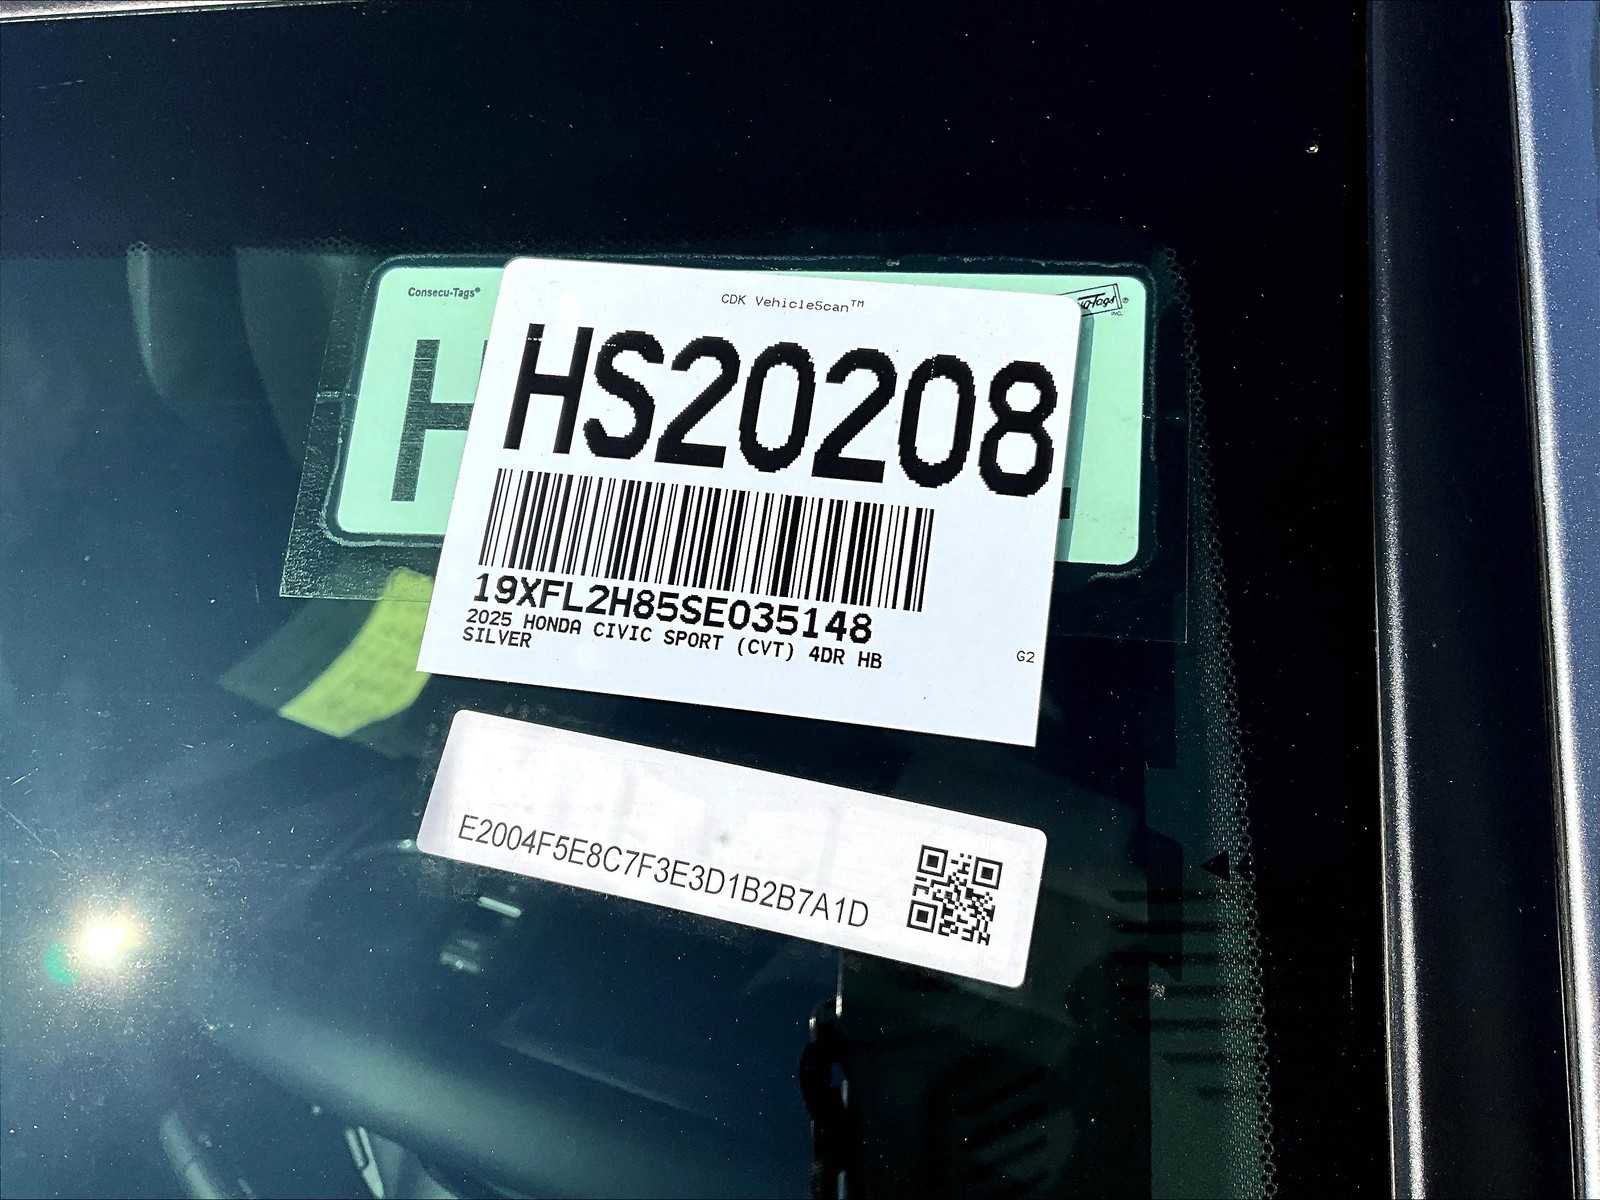 Consecu-Tags®
CDK VehicleScan™
HS20208
H
19XFL2H85SE035148
2025 HONDA CIVIC SPORT (CVT) 4DR HB
SILVER
G2
E2004F5E8C7F3E3D1B2B7A1D